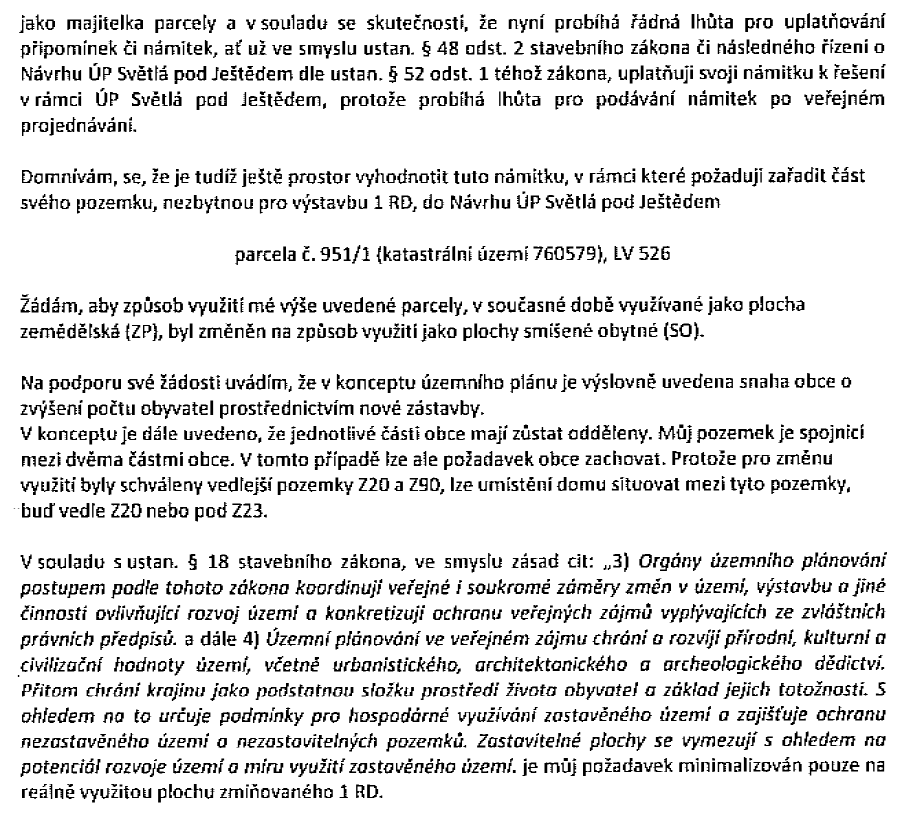 jako majitelka parcely a v souladu se skutečností, že nyní probíhá řádná lhůta pro uplatňování
připomínek či námitek, ať už ve smyslu ustan. § 48 odst. 2 stavebního zákona či následného řízení o
Návrhu ÚP Světlá pod Ještědem dle ustan. § 52 odst. 1 téhož zákona, uplatňuji svoji námitku k řešení
v rámci ÚP Světlá pod Ještědem, protože probíhá lhůta pro podávání námitek po veřejném
projednávání.

Domnívám, se, že je tudíž ještě prostor vyhodnotit tuto námitku, v rámci které požaduji zařadit část
svého pozemku, nezbytnou pro výstavbu 1 RD, do Návrhu ÚP Světlá pod Ještědem

parcela č. 951/1 (katastrální území 760579), LV 526

Žádám, aby způsob využití mé výše uvedené parcely, v současné době využívané jako plocha
zemědělská (ZP), byl změněn na způsob využití jako plochy smíšené obytné (SO).

Na podporu své žádosti uvádím, že v konceptu územního plánu je výslovně uvedena snaha obce o
zvýšení počtu obyvatel prostřednictvím nové zástavby.
V konceptu je dále uvedeno, že jednotlivé části obce mají zůstat odděleny. Můj pozemek je spojnicí
mezi dvěma částmi obce. V tomto případě lze ale požadavek obce zachovat. Protože pro změnu
využití byly schváleny vedlejší pozemky Z20 a Z90, lze umístění domu situovat mezi tyto pozemky,
buď vedle Z20 nebo pod Z23.

V souladu s ustan. § 18 stavebního zákona, ve smyslu zásad cit: „3) Orgány územního plánování
postupem podle tohoto zákona koordinují veřejné i soukromé záměry změn v území, výstavbu a jiné
činnosti ovlivňující rozvoj území a konkretizují ochranu veřejných zájmů vyplývajících ze zvláštních
právních předpisů. a dále 4) Územní plánování ve veřejném zájmu chrání a rozvíjí přírodní, kulturní a
civilizační hodnoty území, včetně urbanistického, architektonického a archeologického dědictví.
Přitom chrání krajinu jako podstatnou složku prostředí života obyvatel a základ jejich totožnosti. S
ohledem na to určuje podmínky pro hospodárné využívání zastavěného území a zajišťuje ochranu
nezastavěného území a nezastavitelných pozemků. Zastavitelné plochy se vymezují s ohledem na
potenciál rozvoje území a míru využití zastavěného území. je můj požadavek minimalizován pouze na
reálně využitou plochu zmiňovaného 1 RD.